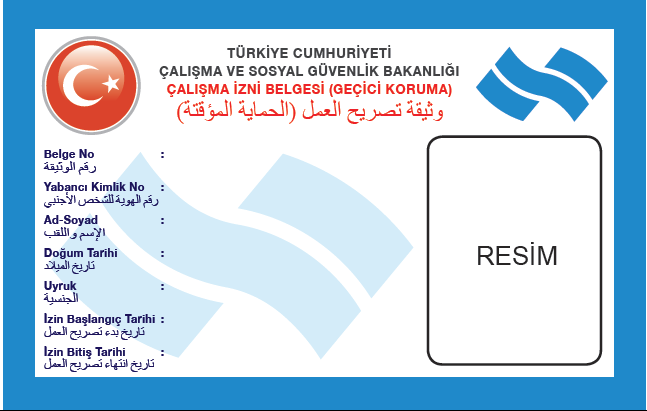 TÜRKİYE CUMHURİYETİ
ÇALIŞMA VE SOSYAL GÜVENLİK BAKANLIĞI
ÇALIŞMA İZNİ BELGESİ (GEÇİCİ KORUMA)
وثيقة تصريح العمل (الحماية المؤقتة)
Belge No :
رقم الوثيقة
Yabancı Kimlik No :
رقم الهوية للشخص الأجنبي
Ad-Soyad :
الإسم واللقب
Doğum Tarihi :
تاريخ الميلاد
Uyruk :
الجنسية
İzin Başlangıç Tarihi :
تاريخ بدء تصريح العمل
İzin Bitiş Tarihi :
تاريخ انتهاء تصريح العمل
RESİM